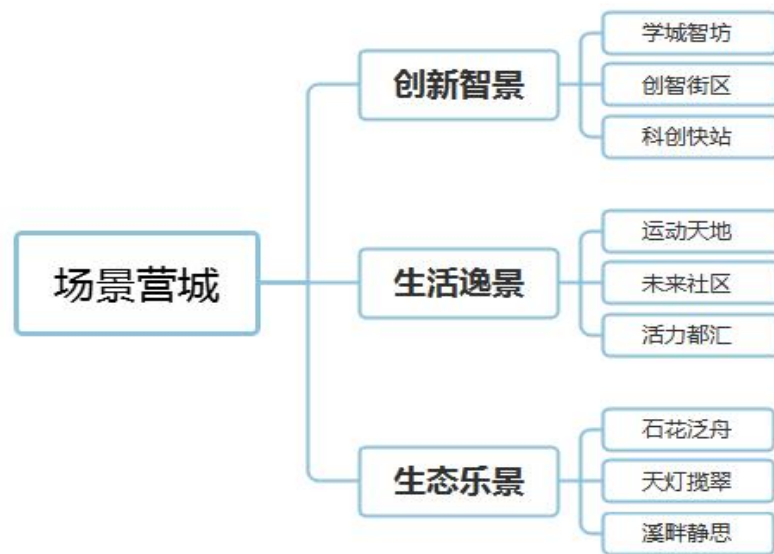 场景营城
创新智景
学城智坊
创智街区
科创快站
生活逸景
运动天地
未来社区
活力都汇
生态乐景
石花泛舟
天灯揽翠
溪畔静思